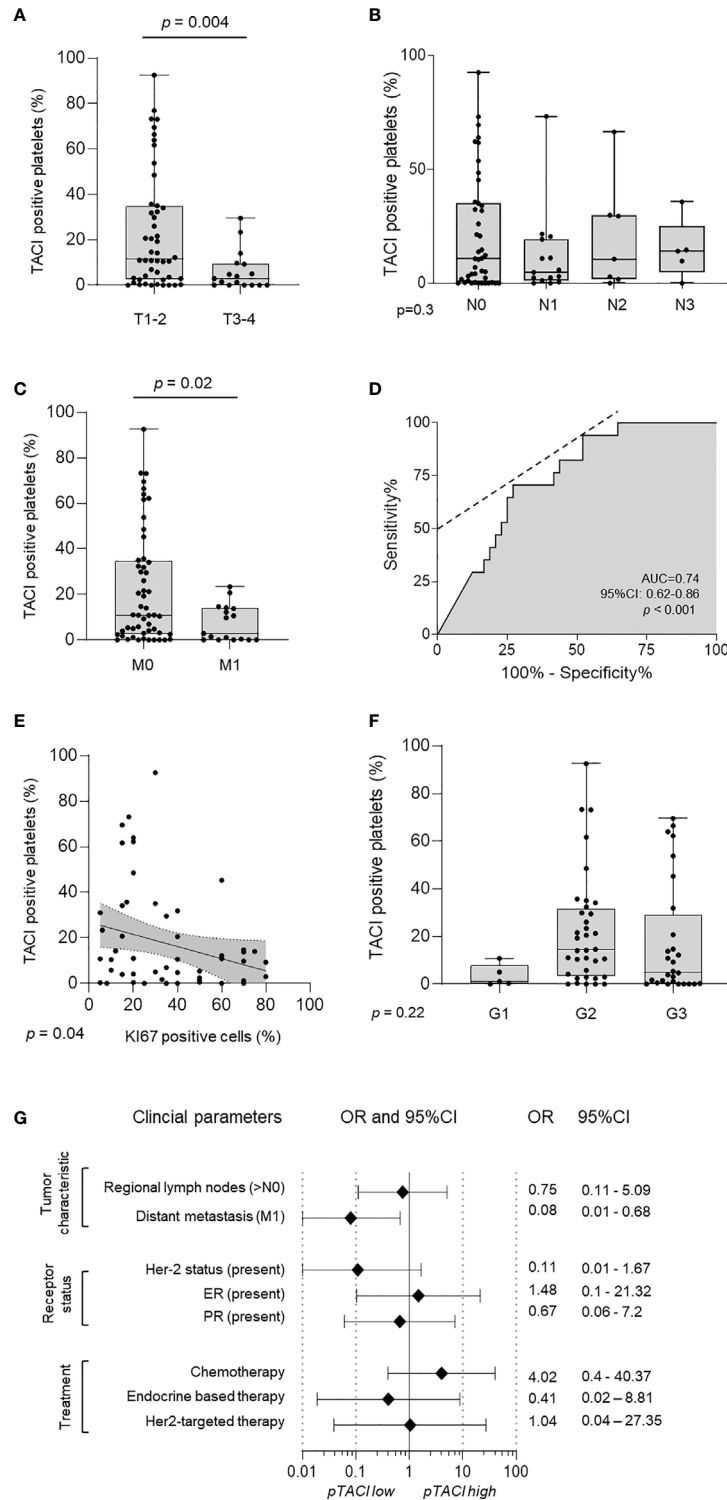 A
p = 0.004
TACI positive platelets (%)
100
80
60
40
20
0
T1-2
T3-4
B
TACI positive platelets (%)
100
50
0
N0
N1
N2
N3
p=0.3
C
p = 0.02
TACI positive platelets (%)
100
80
60
40
20
0
M0
M1
D
Sensitivity%
100
75
50
25
0
0
25
50
75
100
100% - Specificity%
AUC=0.74
95%CI: 0.62-0.86
p < 0.001
E
TACI positive platelets (%)
100
80
60
40
20
0
0
20
40
60
80
100
p = 0.04
KI67 positive cells (%)
F
TACI positive platelets (%)
100
80
60
40
20
0
p = 0.22
G1
G2
G3
G
Clincial parameters
OR and 95%CI
OR
95%CI
Tumor
characteristic
Regional lymph nodes (>N0)
0.75
0.11 - 5.09
Distant metastasis (M1)
0.08
0.01 - 0.68
Receptor
status
Her-2 status (present)
0.11
0.01 - 1.67
ER (present)
1.48
0.1 - 21.32
PR (present)
0.67
0.06 - 7.2
Treatment
Chemotherapy
4.02
0.4 - 40.37
Endocrine based therapy
0.41
0.02 – 8.81
Her2-targeted therapy
1.04
0.04 – 27.35
0.01
0.1
1
10
100
pTACI low
pTACI high